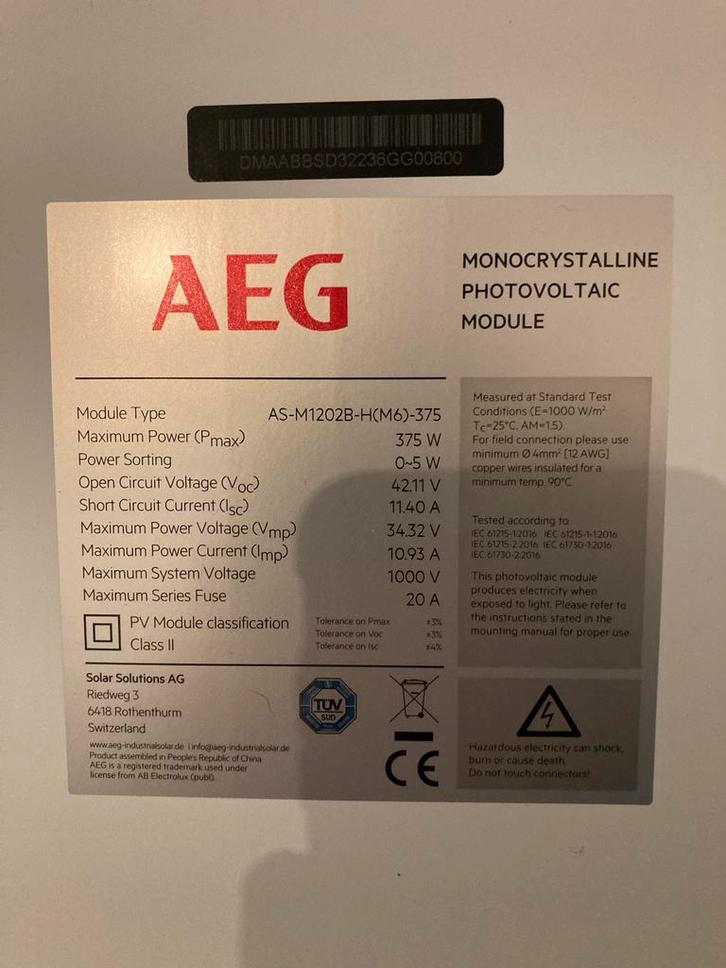 DMAABBSD32236GG00800
AEG
MONOCRYSTALLINE
PHOTOVOLTAIC
MODULE
Module Type AS-M1202B-H(M6)-375
Maximum Power (Pmax) 375 W
Power Sorting 0~5 W
Open Circuit Voltage (Voc) 42.11 V
Short Circuit Current (Isc) 11.40 A
Maximum Power Voltage (Vmp) 34.32 V
Maximum Power Current (Imp) 10.93 A
Maximum System Voltage 1000 V
Maximum Series Fuse 20 A
PV Module classification
Class II
Tolerance on Pmax ±3%
Tolerance on Voc ±3%
Tolerance on Isc ±4%
Measured at Standard Test
Conditions (E=1000 W/m²
Tc=25°C, AM=1.5)
For field connection please use
minimum Ø 4mm² [12 AWG]
copper wires insulated for a
minimum temp. 90°C
Tested according to:
IEC 61215-1:2016 IEC 61215-1-1:2016
IEC 61215-2:2016 IEC 61730-1:2016
IEC 61730-2:2016
This photovoltaic module
produces electricity when
exposed to light. Please refer to
the instructions stated in the
mounting manual for proper use.
Solar Solutions AG
Riedweg 3
6418 Rothenthurm
Switzerland
www.aeg-industrialsolar.de | info@aeg-industrialsolar.de
Product assembled in People's Republic of China
AEG is a registered trademark used under
license from AB Electrolux (publ).
TÜV
SÜD
CE
Hazardous electricity can shock,
burn or cause death.
Do not touch connectors!